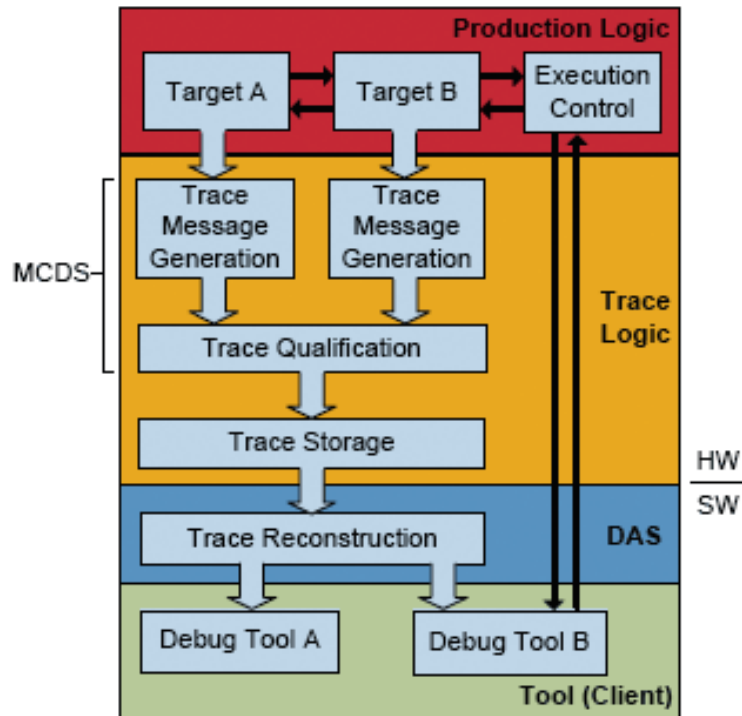 Production Logic
Target A
Target B
Execution
Control
Trace
Message
Generation
Trace
Message
Generation
MCDS
Trace
Logic
Trace Qualification
Trace Storage
HW
SW
Trace Reconstruction
DAS
Debug Tool A
Debug Tool B
Tool (Client)